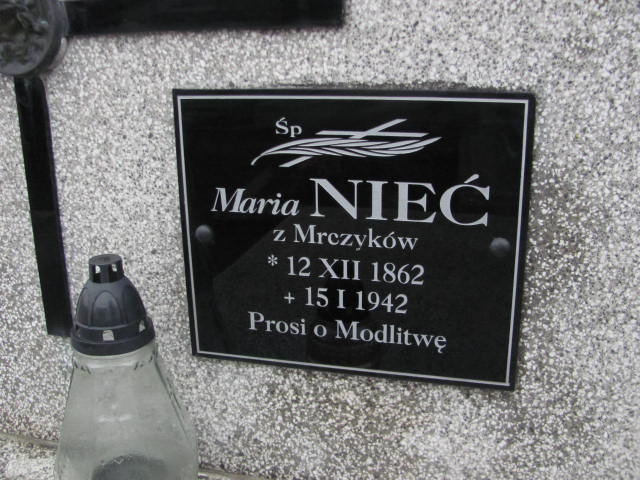 Śp
Maria NIEĆ
z Mrczyków
* 12 XII 1862
+ 15 I 1942
Prosi o Modlitwę